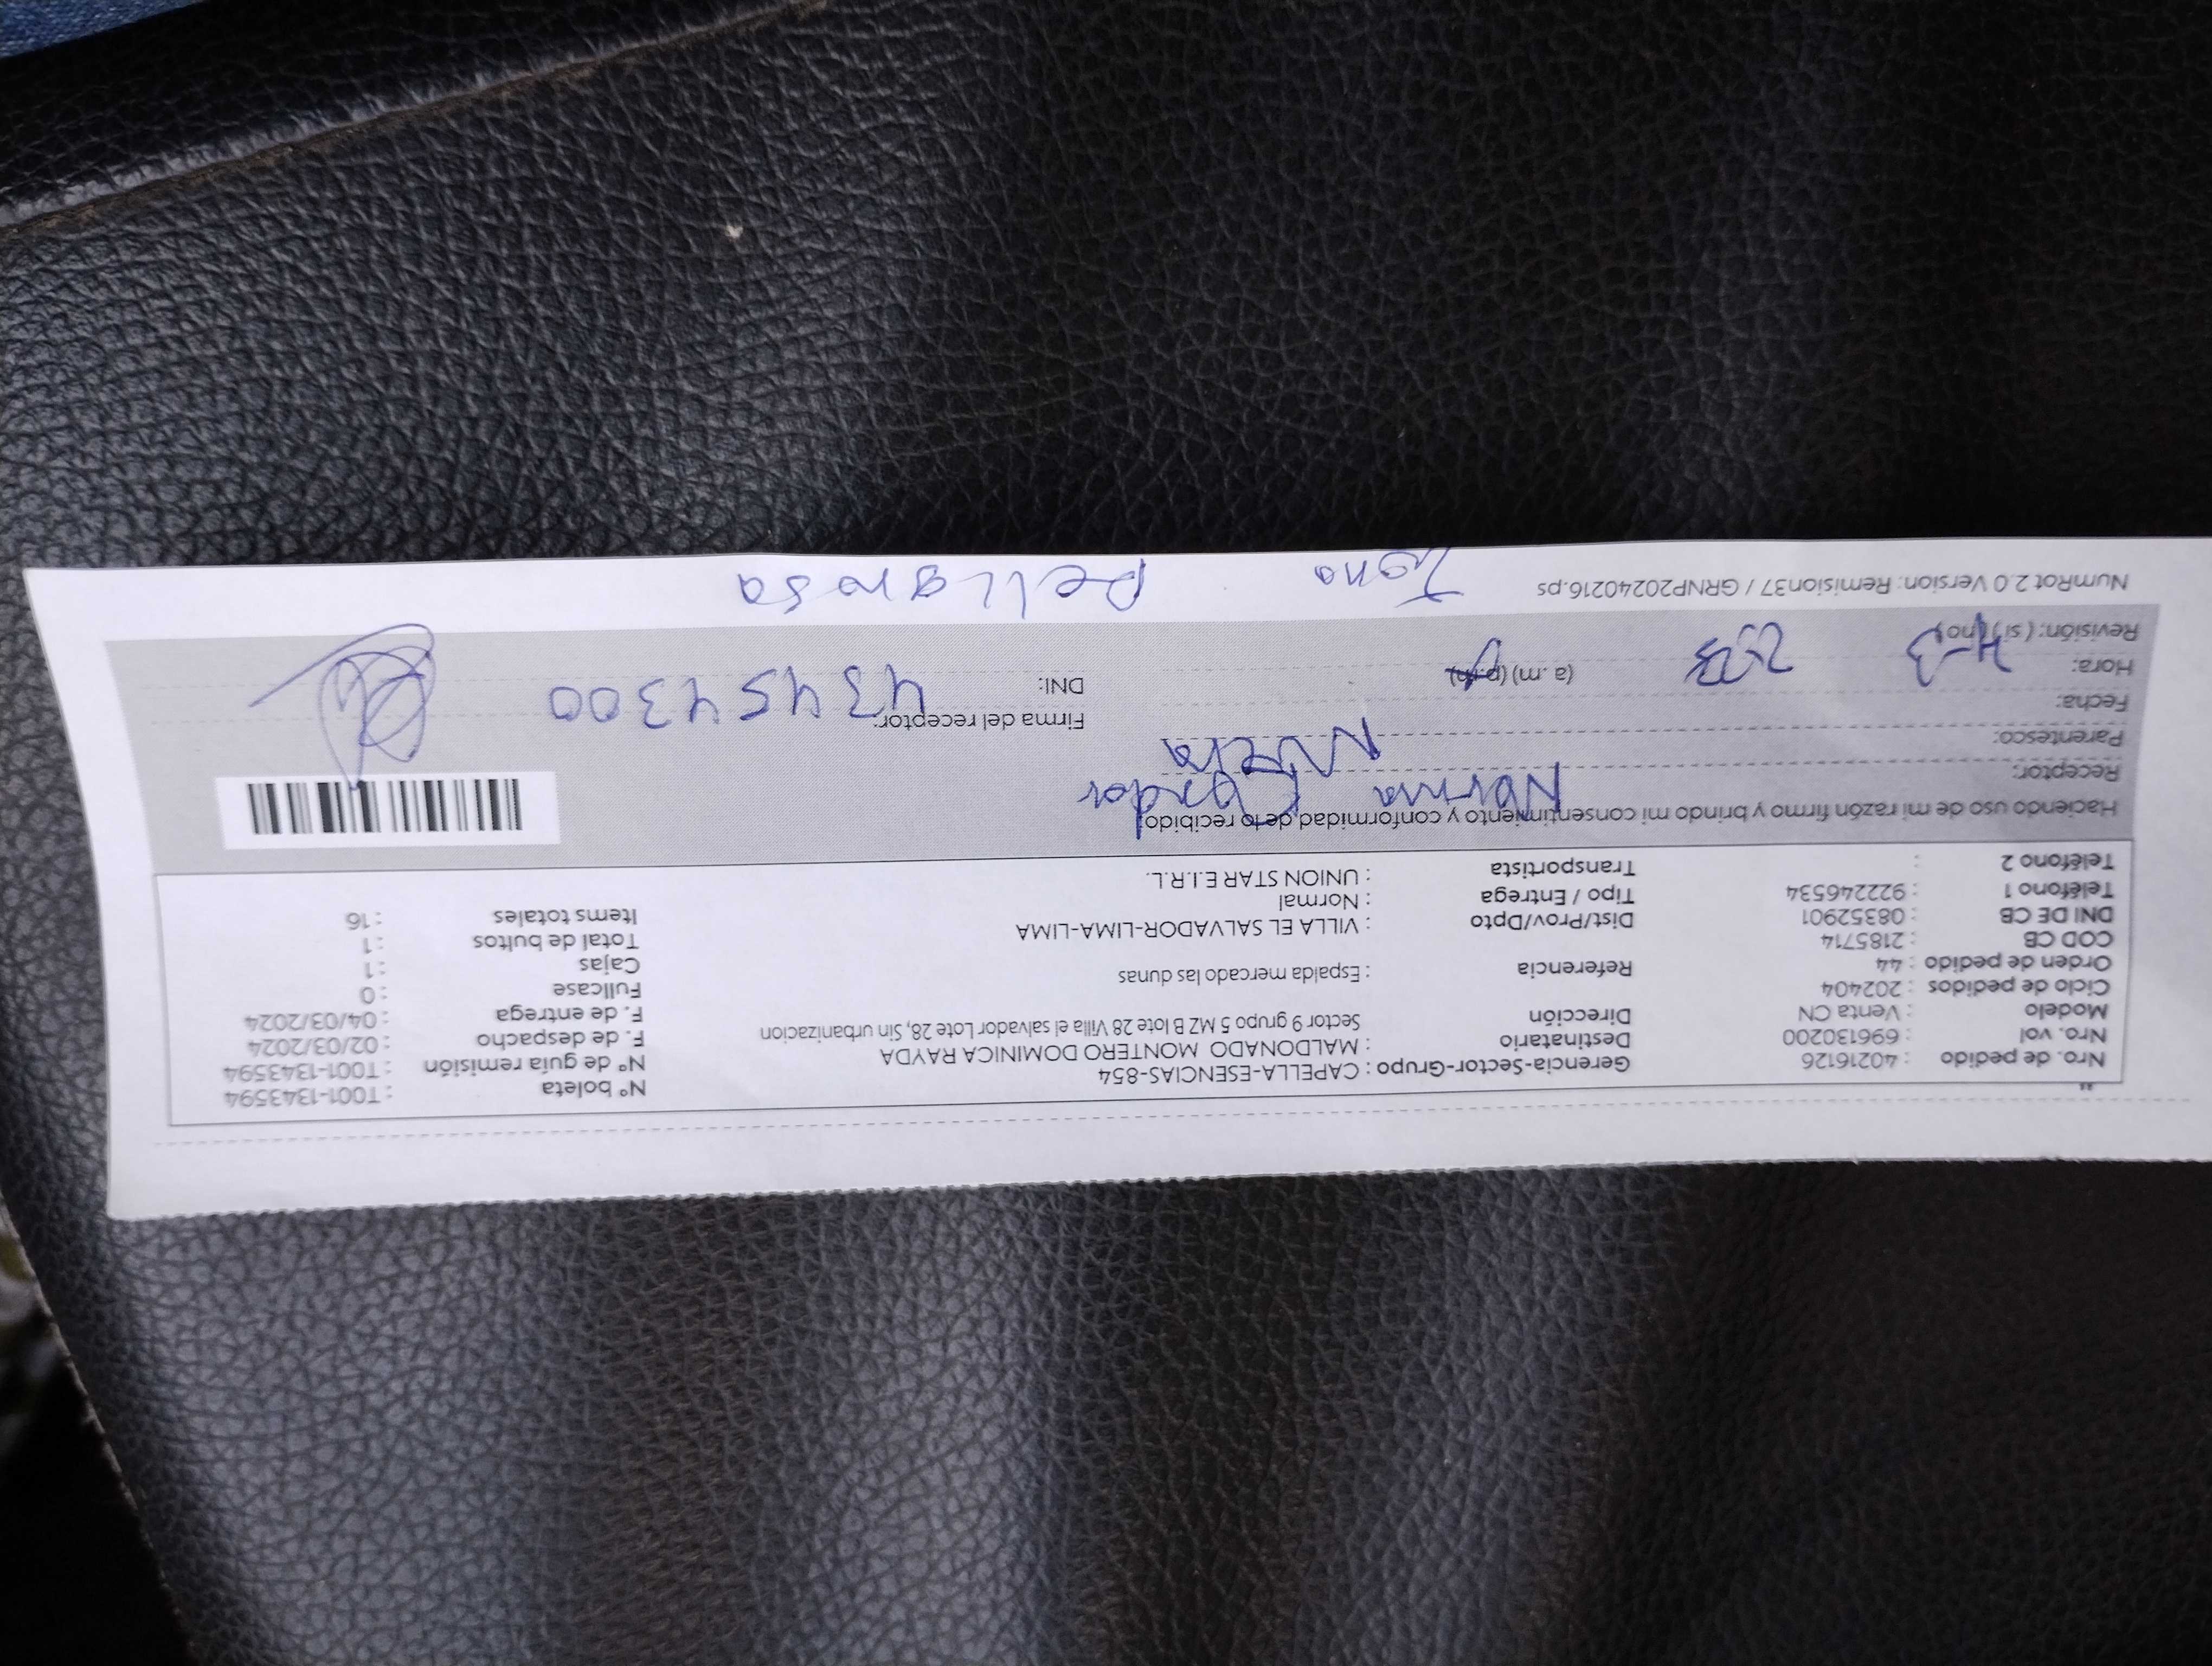 Nro. de pedido : 40216126 Gerencia-Sector-Grupo : CAPELLA-ESENCIAS-854 N° boleta : T001-1343594
Nro. vol : 696130200 Destinatario : MALDONADO MONTERO DOMINICA RAYDA N° de guía remisión : T001-1343594
Modelo : Venta CN Dirección Sector 9 grupo 5 MZ B lote 28 Villa el salvador Lote 28, Sin urbanizacion F. de despacho : 02/03/2024
Ciclo de pedidos : 202404 F. de entrega : 04/03/2024
Orden de pedido : 44 Referencia : Espalda mercado las dunas Fullcase : 0
COD CB : 2185714 Cajas : 1
DNI DE CB : 08352901 Dist/Prov/Dpto : VILLA EL SALVADOR-LIMA-LIMA Total de bultos : 1
Teléfono 1 : 922246534 Tipo / Entrega : Normal Items totales : 16
Teléfono 2 : Transportista : UNION STAR E.I.R.L.
Haciendo uso de mi razón firmo y brindo mi consentimiento y conformidad de lo recibido.
Receptor: Norma Condor
Parentesco: Nuera
Fecha: Firma del receptor:
Hora: 4-3 (a. m) (p.m) DNI: 43454300
Revisión: ( si ) ( no )
NumRot 2.0 Version: Remision37 / GRNP20240216.ps Zona Peligrosa